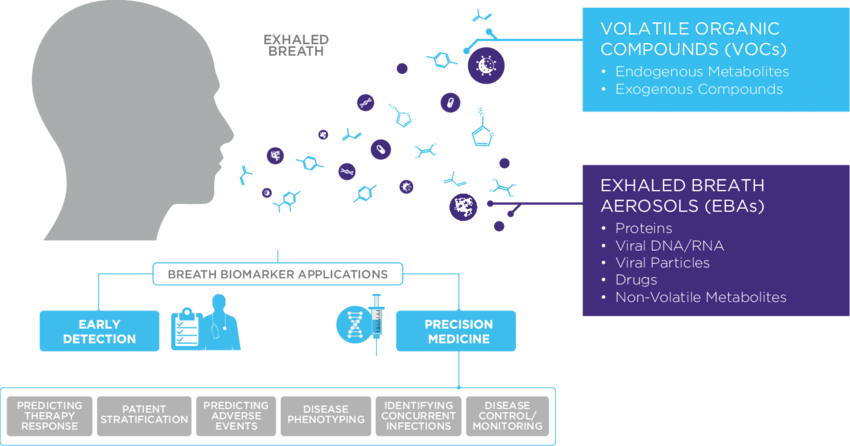 EXHALED
BREATH
VOLATILE ORGANIC
COMPOUNDS (VOCs)
• Endogenous Metabolites
• Exogenous Compounds
EXHALED BREATH
AEROSOLS (EBAs)
• Proteins
• Viral DNA/RNA
• Viral Particles
• Drugs
• Non-Volatile Metabolites
BREATH BIOMARKER APPLICATIONS
EARLY
DETECTION
PRECISION
MEDICINE
PREDICTING
THERAPY
RESPONSE
PATIENT
STRATIFICATION
PREDICTING
ADVERSE
EVENTS
DISEASE
PHENOTYPING
IDENTIFYING
CONCURRENT
INFECTIONS
DISEASE
CONTROL/
MONITORING